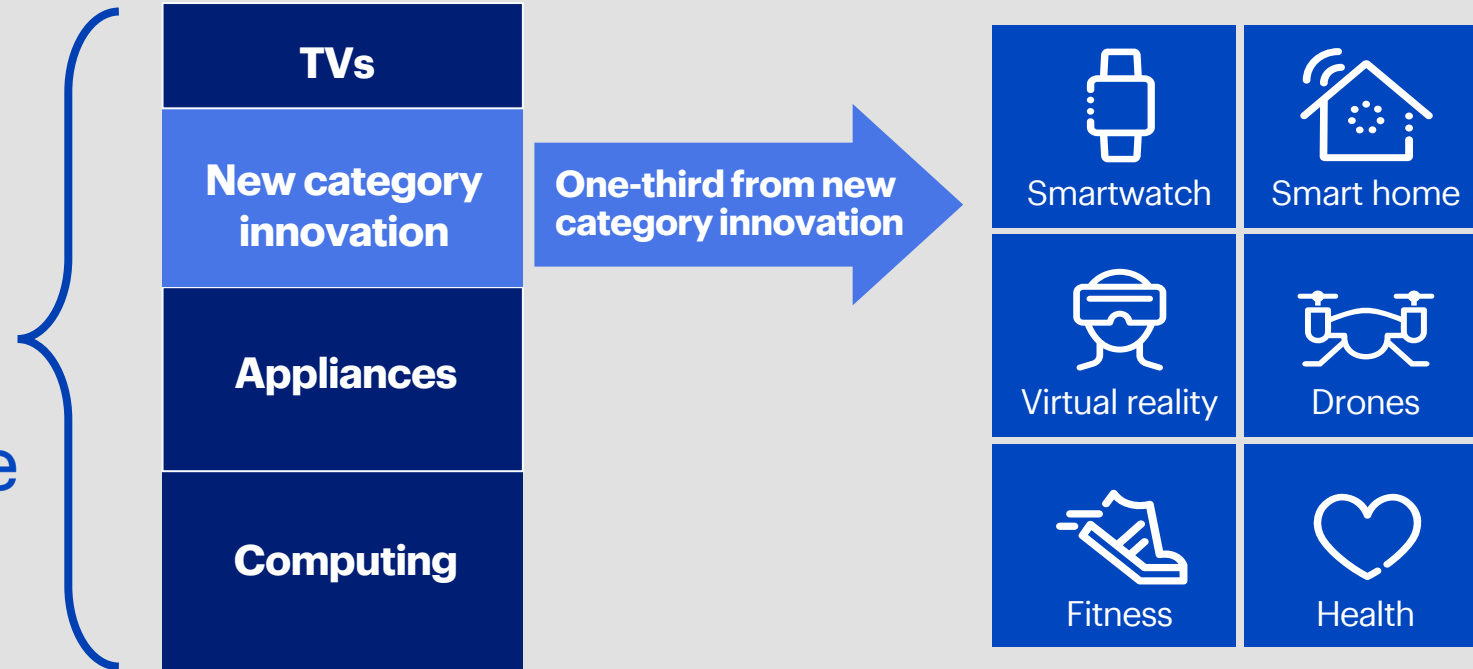 TVs
New category
innovation
Appliances
Computing
One-third from new
category innovation
Smartwatch
Smart home
Virtual reality
Drones
Fitness
Health